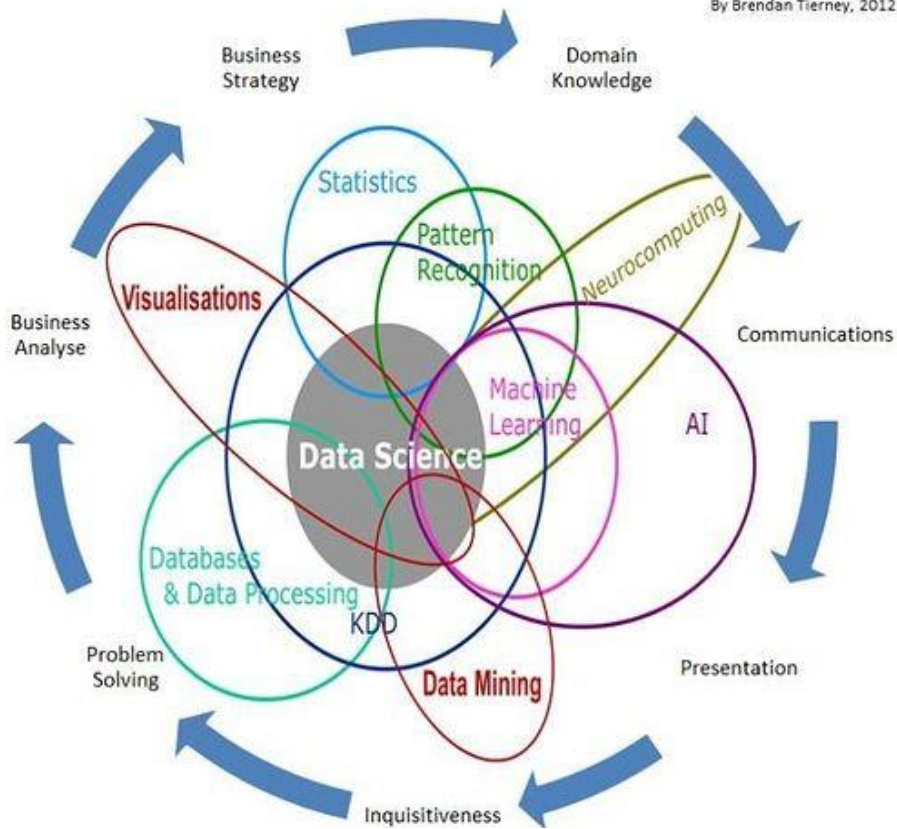 By Brendan Tierney, 2012
Business
Strategy
Domain
Knowledge
Statistics
Pattern
Recognition
Neurocomputing
Visualisations
Business
Analyse
Communications
Machine
Learning
AI
Data Science
Databases
& Data Processing
KDD
Problem
Solving
Data Mining
Presentation
Inquisitiveness